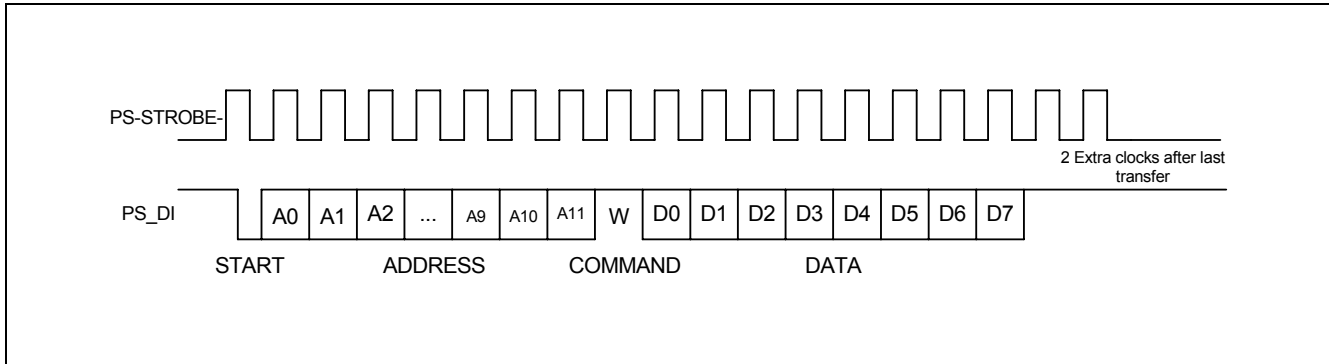 PS-STROBE-
2 Extra clocks after last
transfer
PS_DI A0 A1 A2 ... A9 A10 A11 W D0 D1 D2 D3 D4 D5 D6 D7
START ADDRESS COMMAND DATA